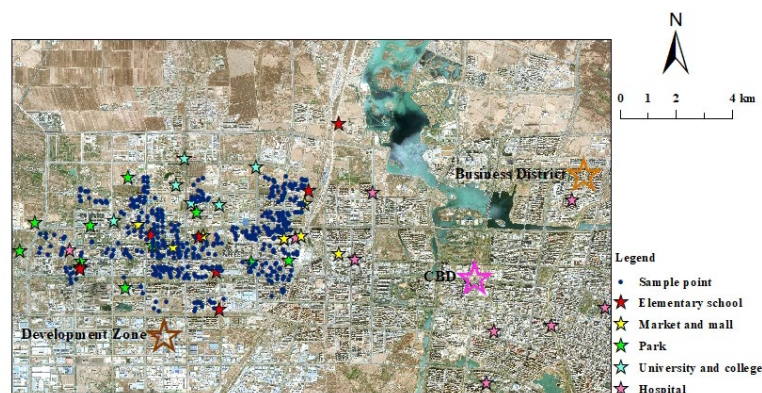 N
0 2 4 km
Business District
CBD
Development Zone
Legend
Sample point
Elementary school
Market and mall
Park
University and college
Hospital